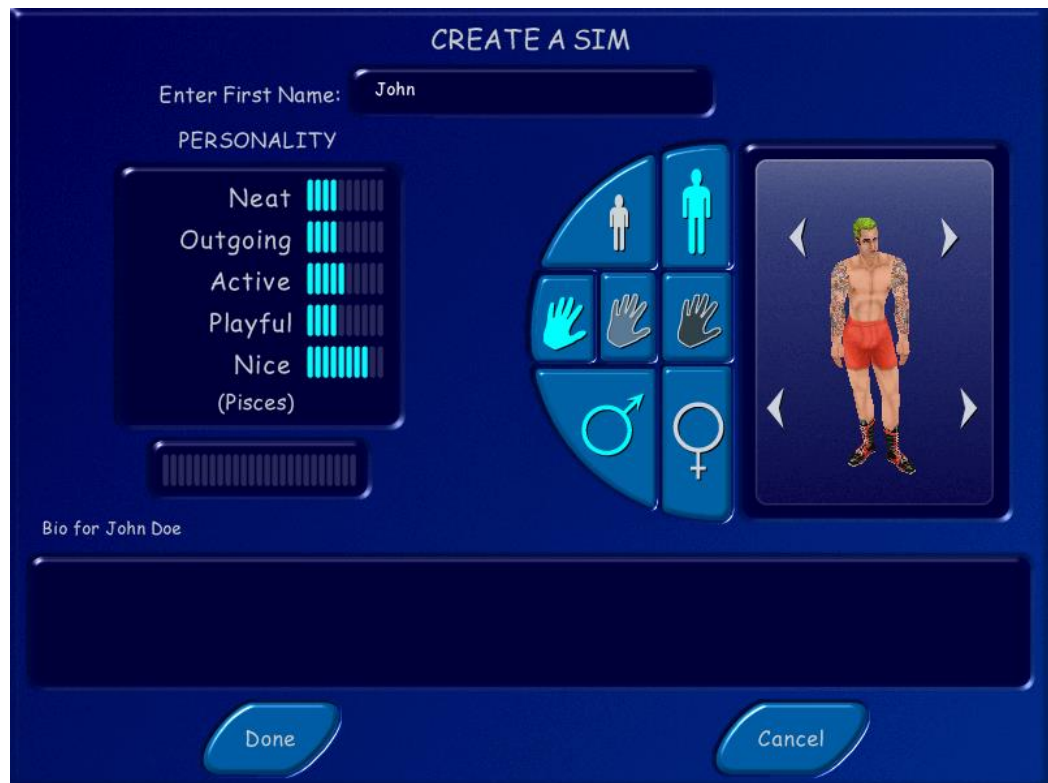 CREATE A SIM
Enter First Name: John
PERSONALITY
Neat
Outgoing
Active
Playful
Nice
(Pisces)
Bio for John Doe
Done
Cancel